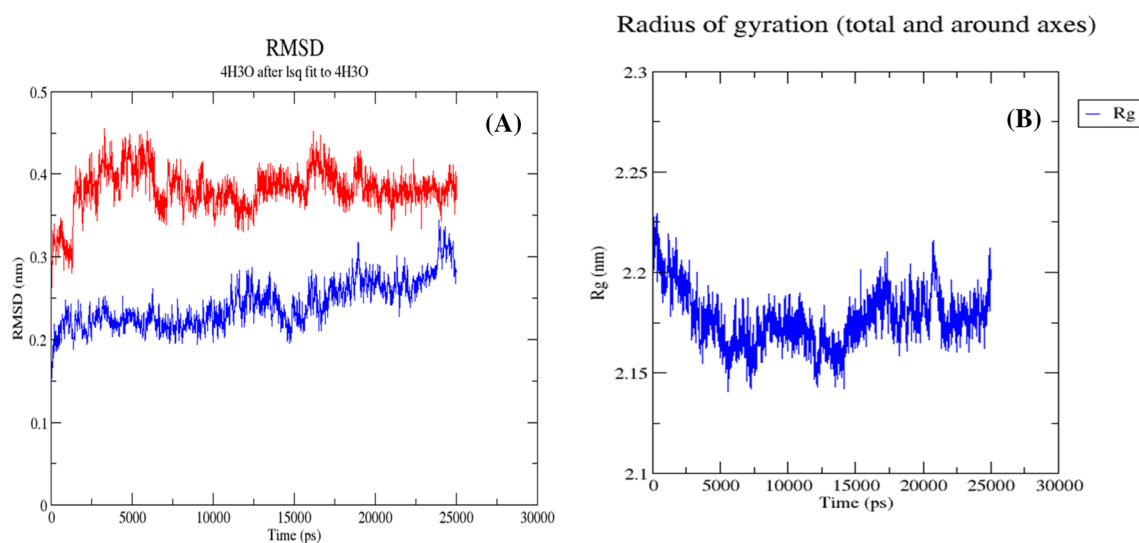 RMSD
4H3O after lsq fit to 4H3O
(A)
RMSD (nm)
0.5
0.4
0.3
0.2
0.1
0
0 5000 10000 15000 20000 25000 30000
Time (ps)
Radius of gyration (total and around axes)
(B)
Rg
Rg (nm)
2.3
2.25
2.20
2.15
2.1
0 5000 10000 15000 20000 25000 30000
Time (ps)